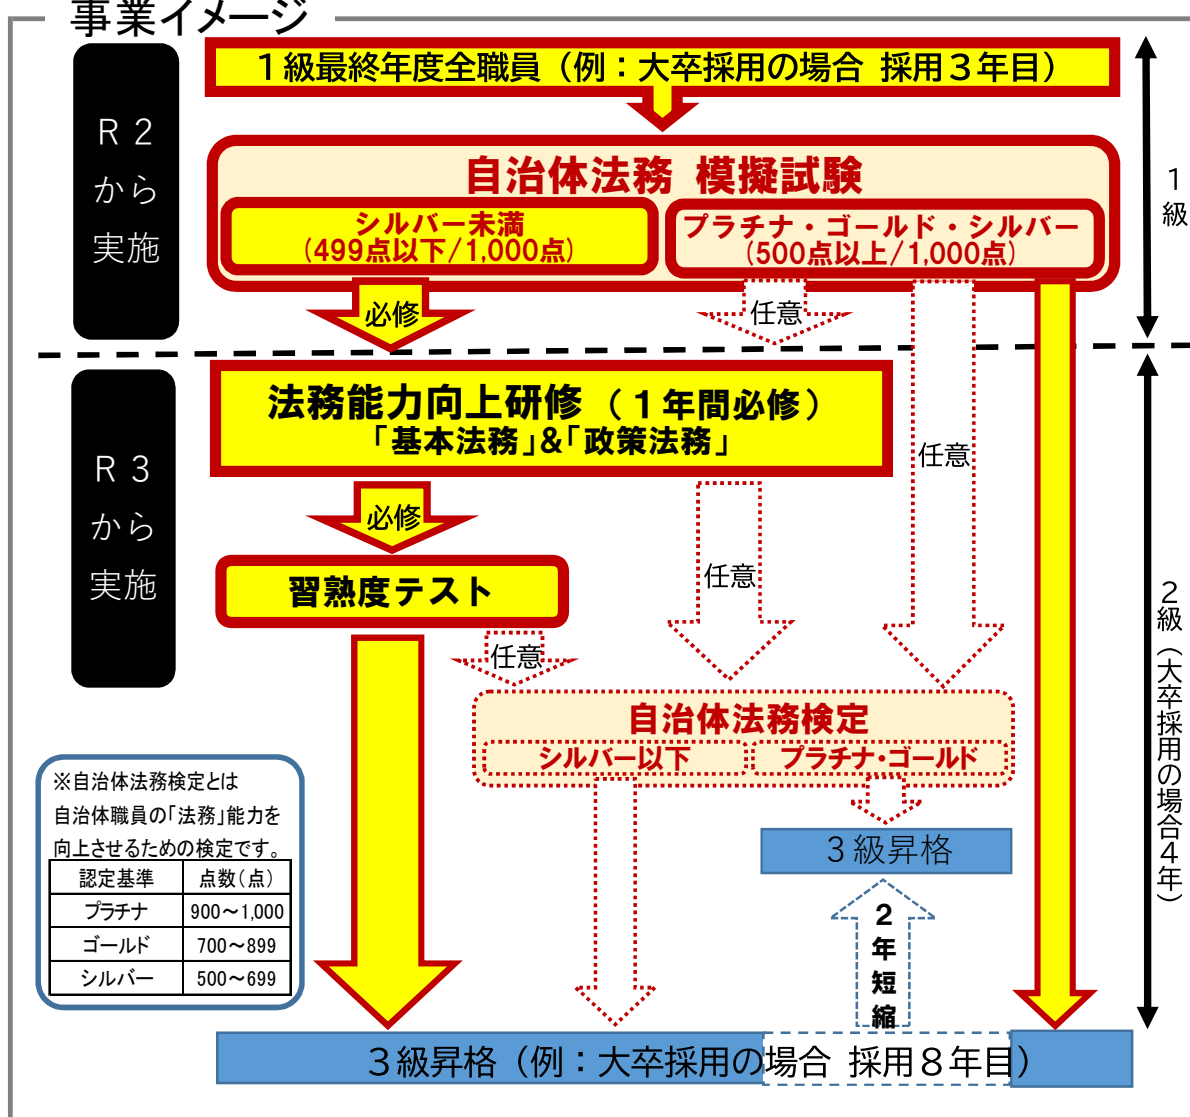 事業イメージ
R2
から
実施
1級最終年度全職員（例：大卒採用の場合 採用3年目）
自治体法務 模擬試験
シルバー未満
(499点以下/1,000点)
プラチナ・ゴールド・シルバー
(500点以上/1,000点)
1級
必修
任意
任意
R3
から
実施
法務能力向上研修（1年間必修）
「基本法務」&「政策法務」
必修
任意
習熟度テスト
任意
2級（大卒採用の場合4年）
自治体法務検定
シルバー以下
プラチナ・ゴールド
3級昇格
2年短縮
※自治体法務検定とは
自治体職員の「法務」能力を
向上させるための検定です。
認定基準 点数(点)
プラチナ 900～1,000
ゴールド 700～899
シルバー 500～699
3級昇格（例：大卒採用の場合 採用8年目）